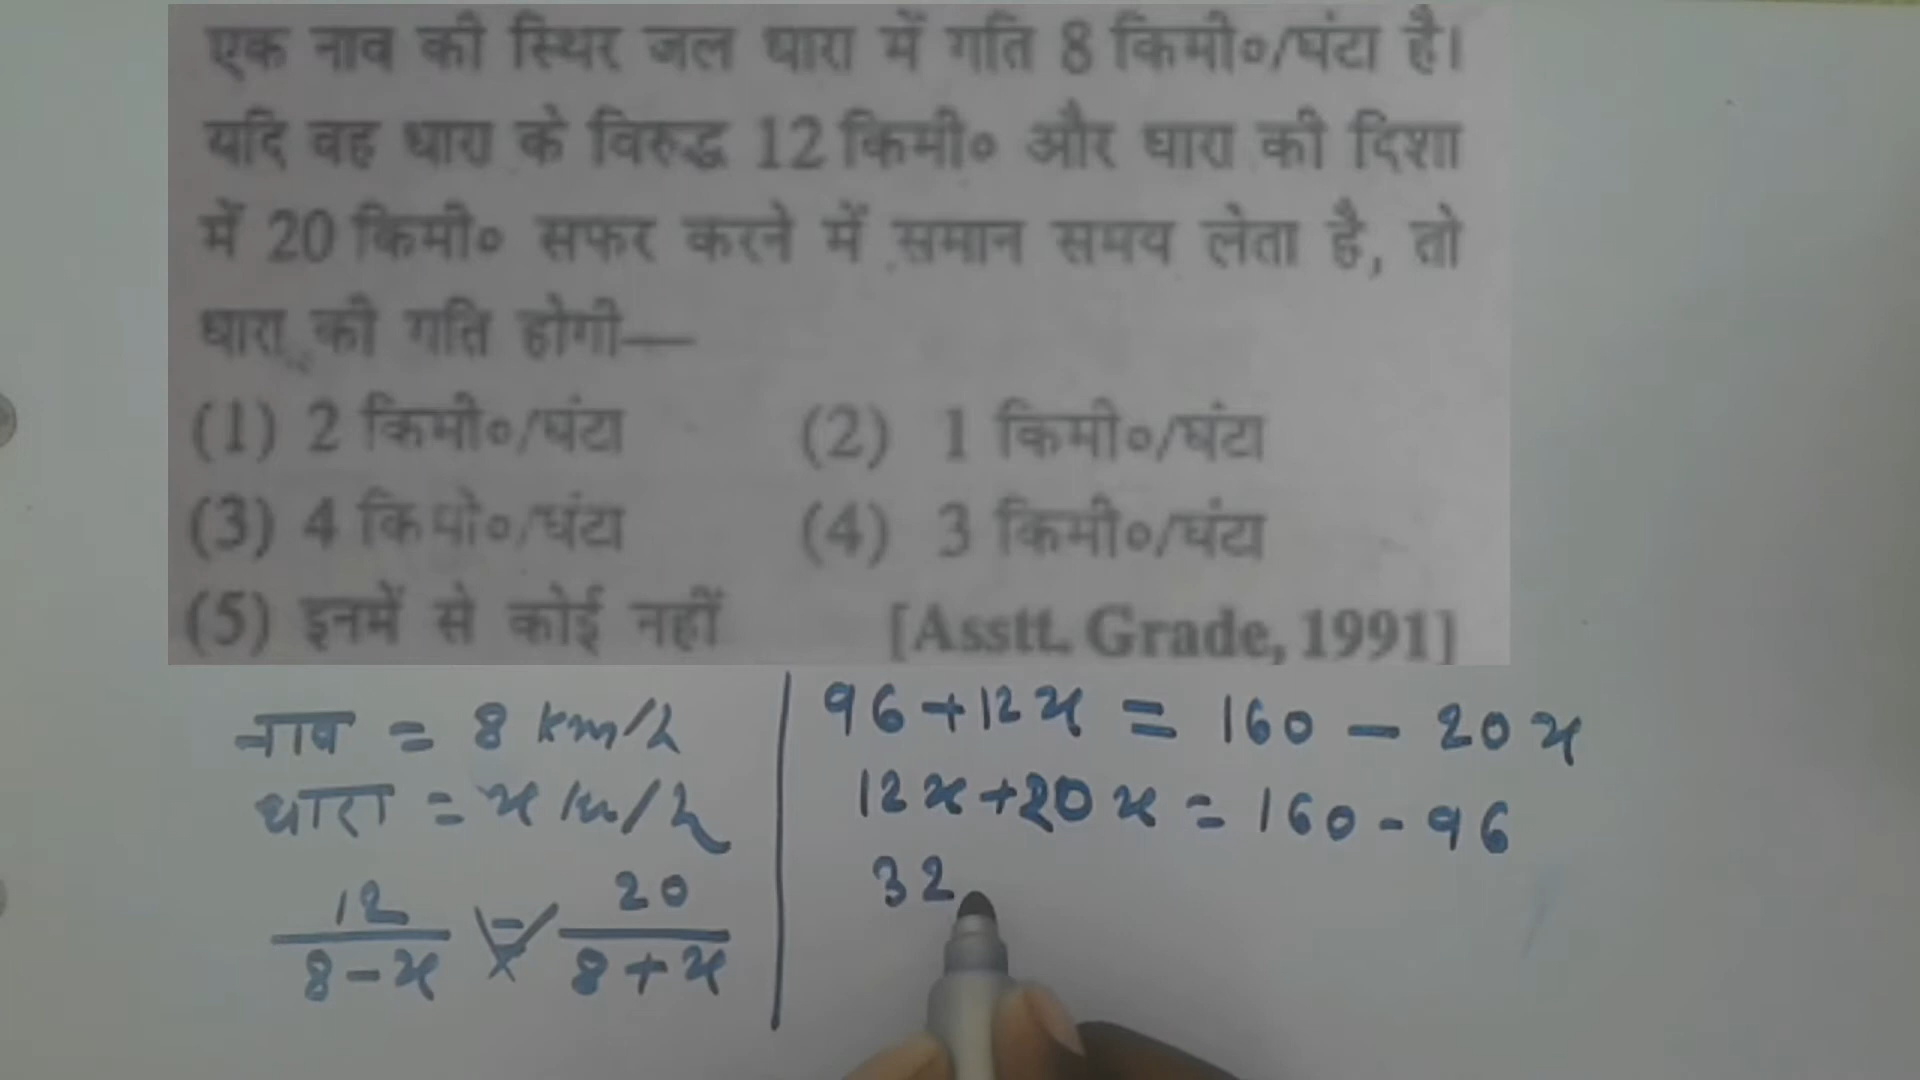 एक नाव की स्थिर जल धारा में गति 8 किमी०/घंटा है।
यदि वह धारा के विरुद्ध 12 किमी० और धारा की दिशा
में 20 किमी० सफर करने में समान समय लेता है, तो
धारा की गति होगी—
(1) 2 किमी०/घंटा (2) 1 किमी०/घंटा
(3) 4 किमी०/घंटा (4) 3 किमी०/घंटा
(5) इनमें से कोई नहीं [Asstt. Grade, 1991]
नाव = 8 km/h
धारा = x km/h
12/8-x = 20/8+x
96+12x = 160 - 20x
12x+20x = 160-96
32